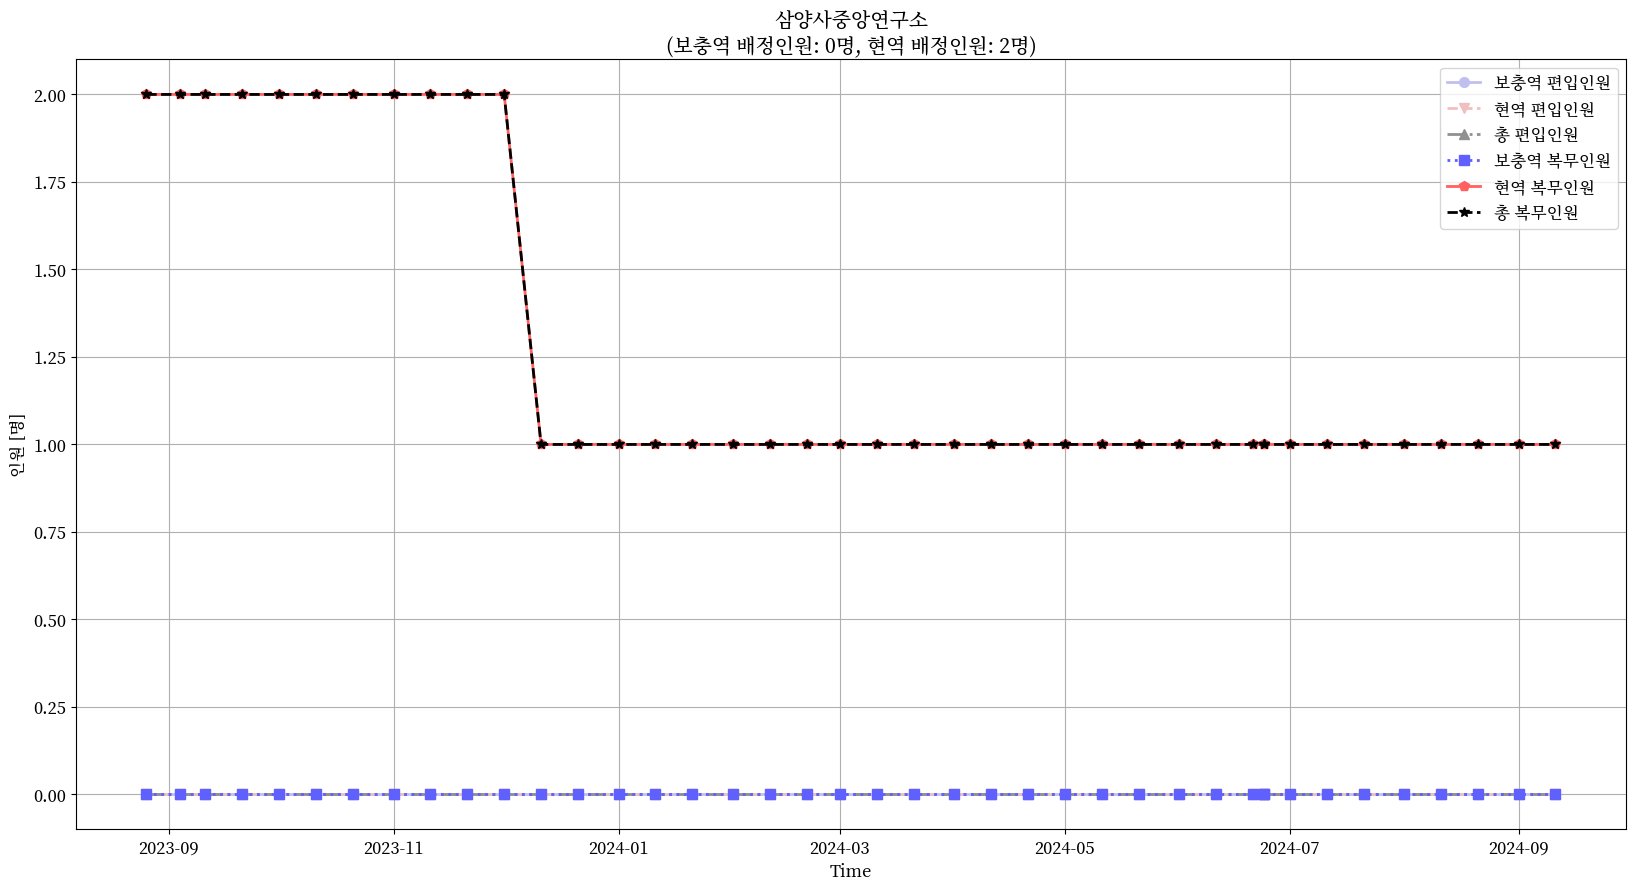 삼양사중앙연구소
(보충역 배정인원: 0명, 현역 배정인원: 2명)
보충역 편입인원
현역 편입인원
총 편입인원
보충역 복무인원
현역 복무인원
총 복무인원
인원 [명]
2.00
1.75
1.50
1.25
1.00
0.75
0.50
0.25
0.00
2023-09
2023-11
2024-01
2024-03
2024-05
2024-07
2024-09
Time